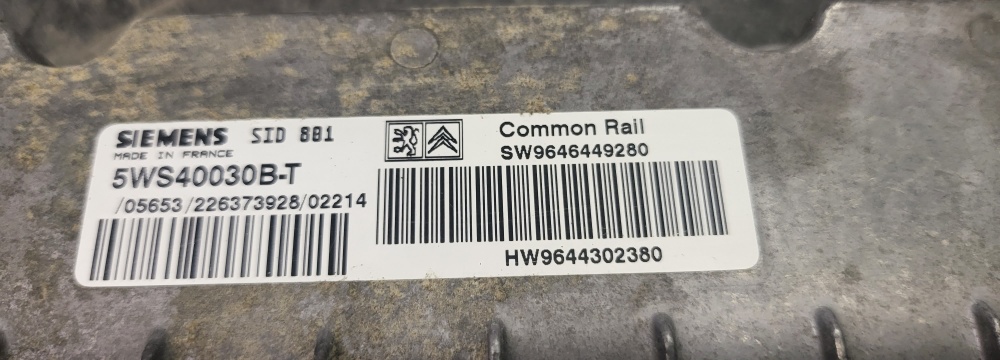 SIEMENS SID 801
MADE IN FRANCE
5WS40030B-T
/05653/226373928/02214
Common Rail
SW9646449280
HW9644302380